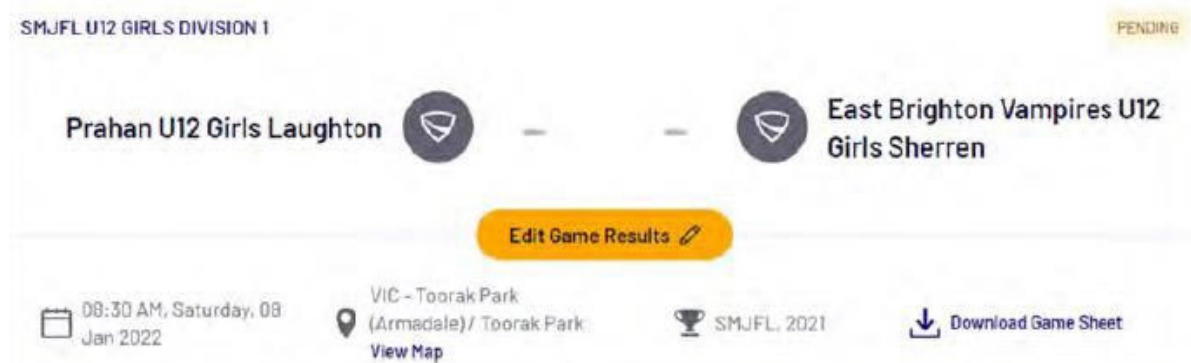 SMJFL U12 GIRLS DIVISION 1
PENDING
Prahan U12 Girls Laughton
East Brighton Vampires U12
Girls Sherren
Edit Game Results
08:30 AM, Saturday, 08
Jan 2022
VIC - Toorak Park
(Armadale) / Toorak Park
View Map
SMJFL, 2021
Download Game Sheet